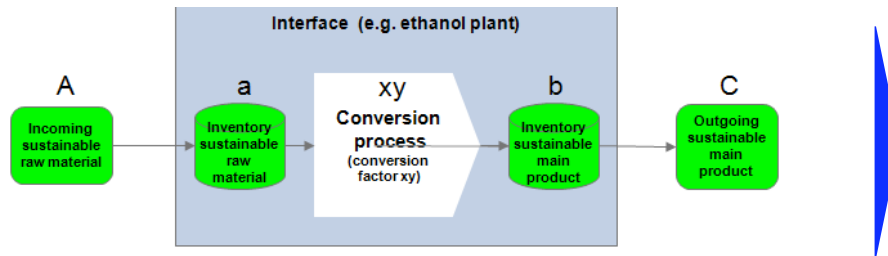 Interface (e.g. ethanol plant)
A
a
xy
b
C
Incoming
sustainable
raw material
Inventory
sustainable
raw
material
Conversion
process
(conversion
factor xy)
Inventory
sustainable
main
product
Outgoing
sustainable
main
product